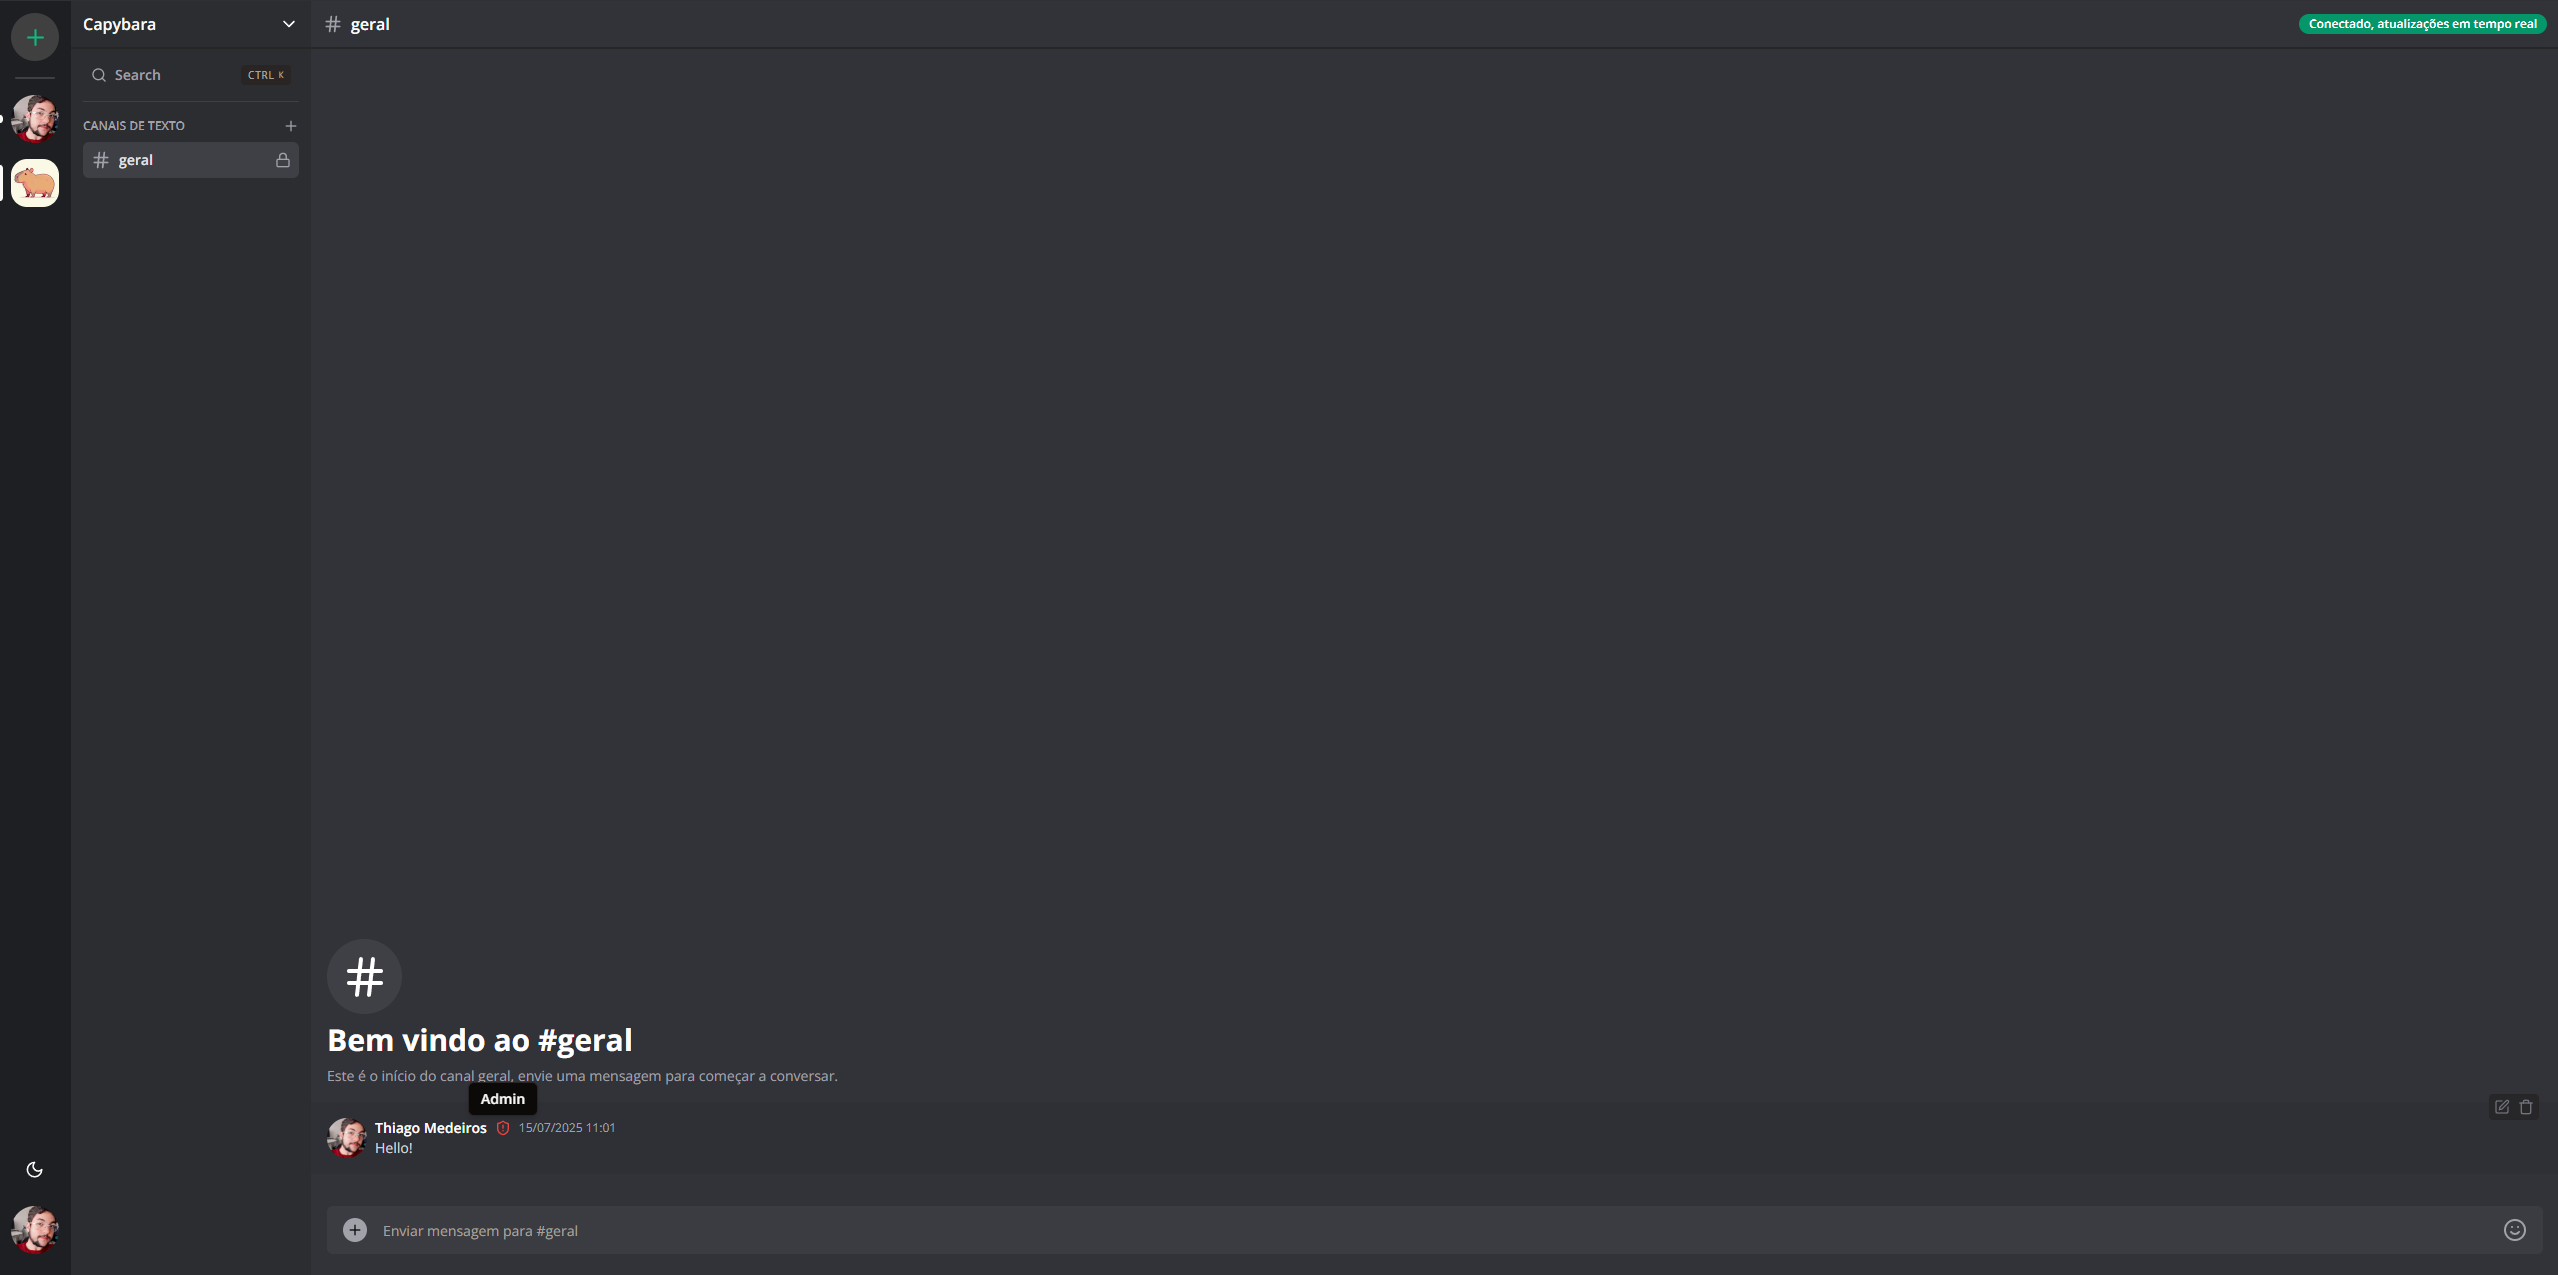 Capybara
# geral
Conectado, atualizações em tempo real
Search
CTRL K
CANAIS DE TEXTO
# geral
#
Bem vindo ao #geral
Este é o início do canal geral, envie uma mensagem para começar a conversar.
Admin
Thiago Medeiros 15/07/2025 11:01
Hello!
Enviar mensagem para #geral